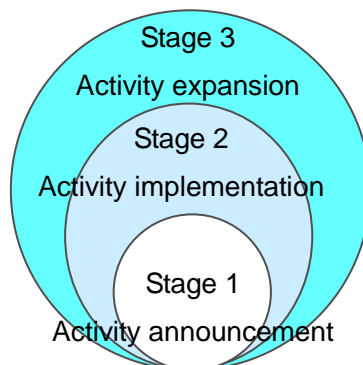 Stage 3
Activity expansion
Stage 2
Activity implementation
Stage 1
Activity announcement